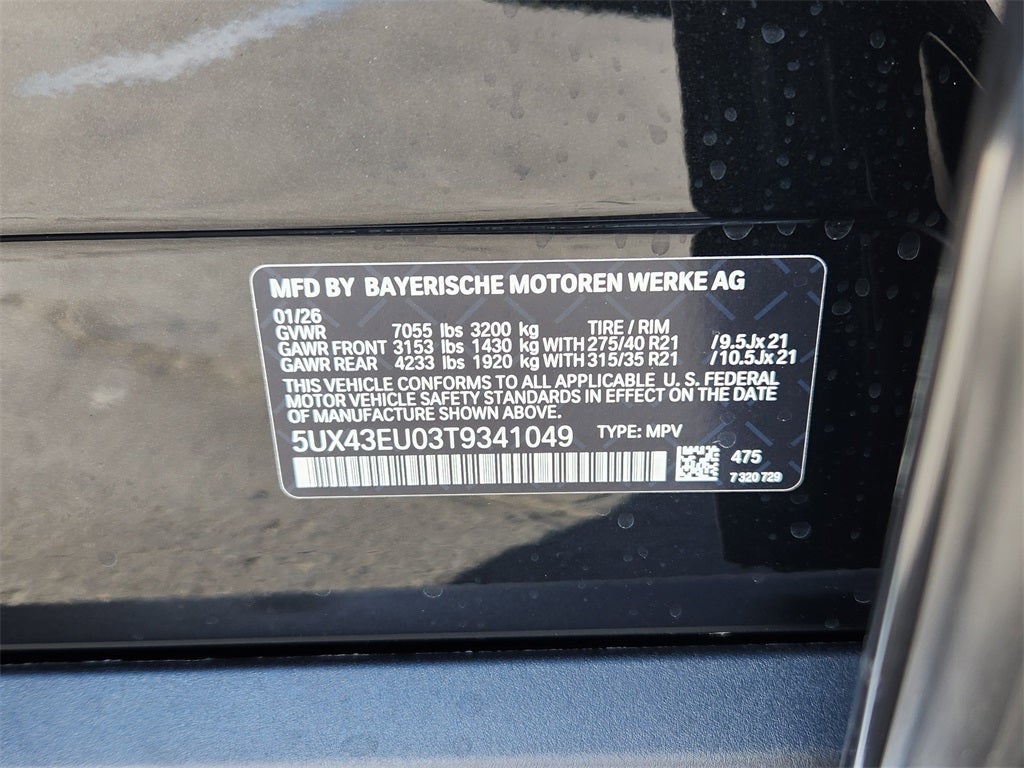 MFD BY BAYERISCHE MOTOREN WERKE AG
01/26
GVWR 7055 lbs 3200 kg TIRE / RIM
GAWR FRONT 3153 lbs 1430 kg WITH 275/40 R21 /9.5Jx21
GAWR REAR 4233 lbs 1920 kg WITH 315/35 R21 /10.5Jx21
THIS VEHICLE CONFORMS TO ALL APPLICABLE U. S. FEDERAL
MOTOR VEHICLE SAFETY STANDARDS IN EFFECT ON THE DATE
OF MANUFACTURE SHOWN ABOVE.
5UX43EU03T9341049 TYPE: MPV
475
7 320 729